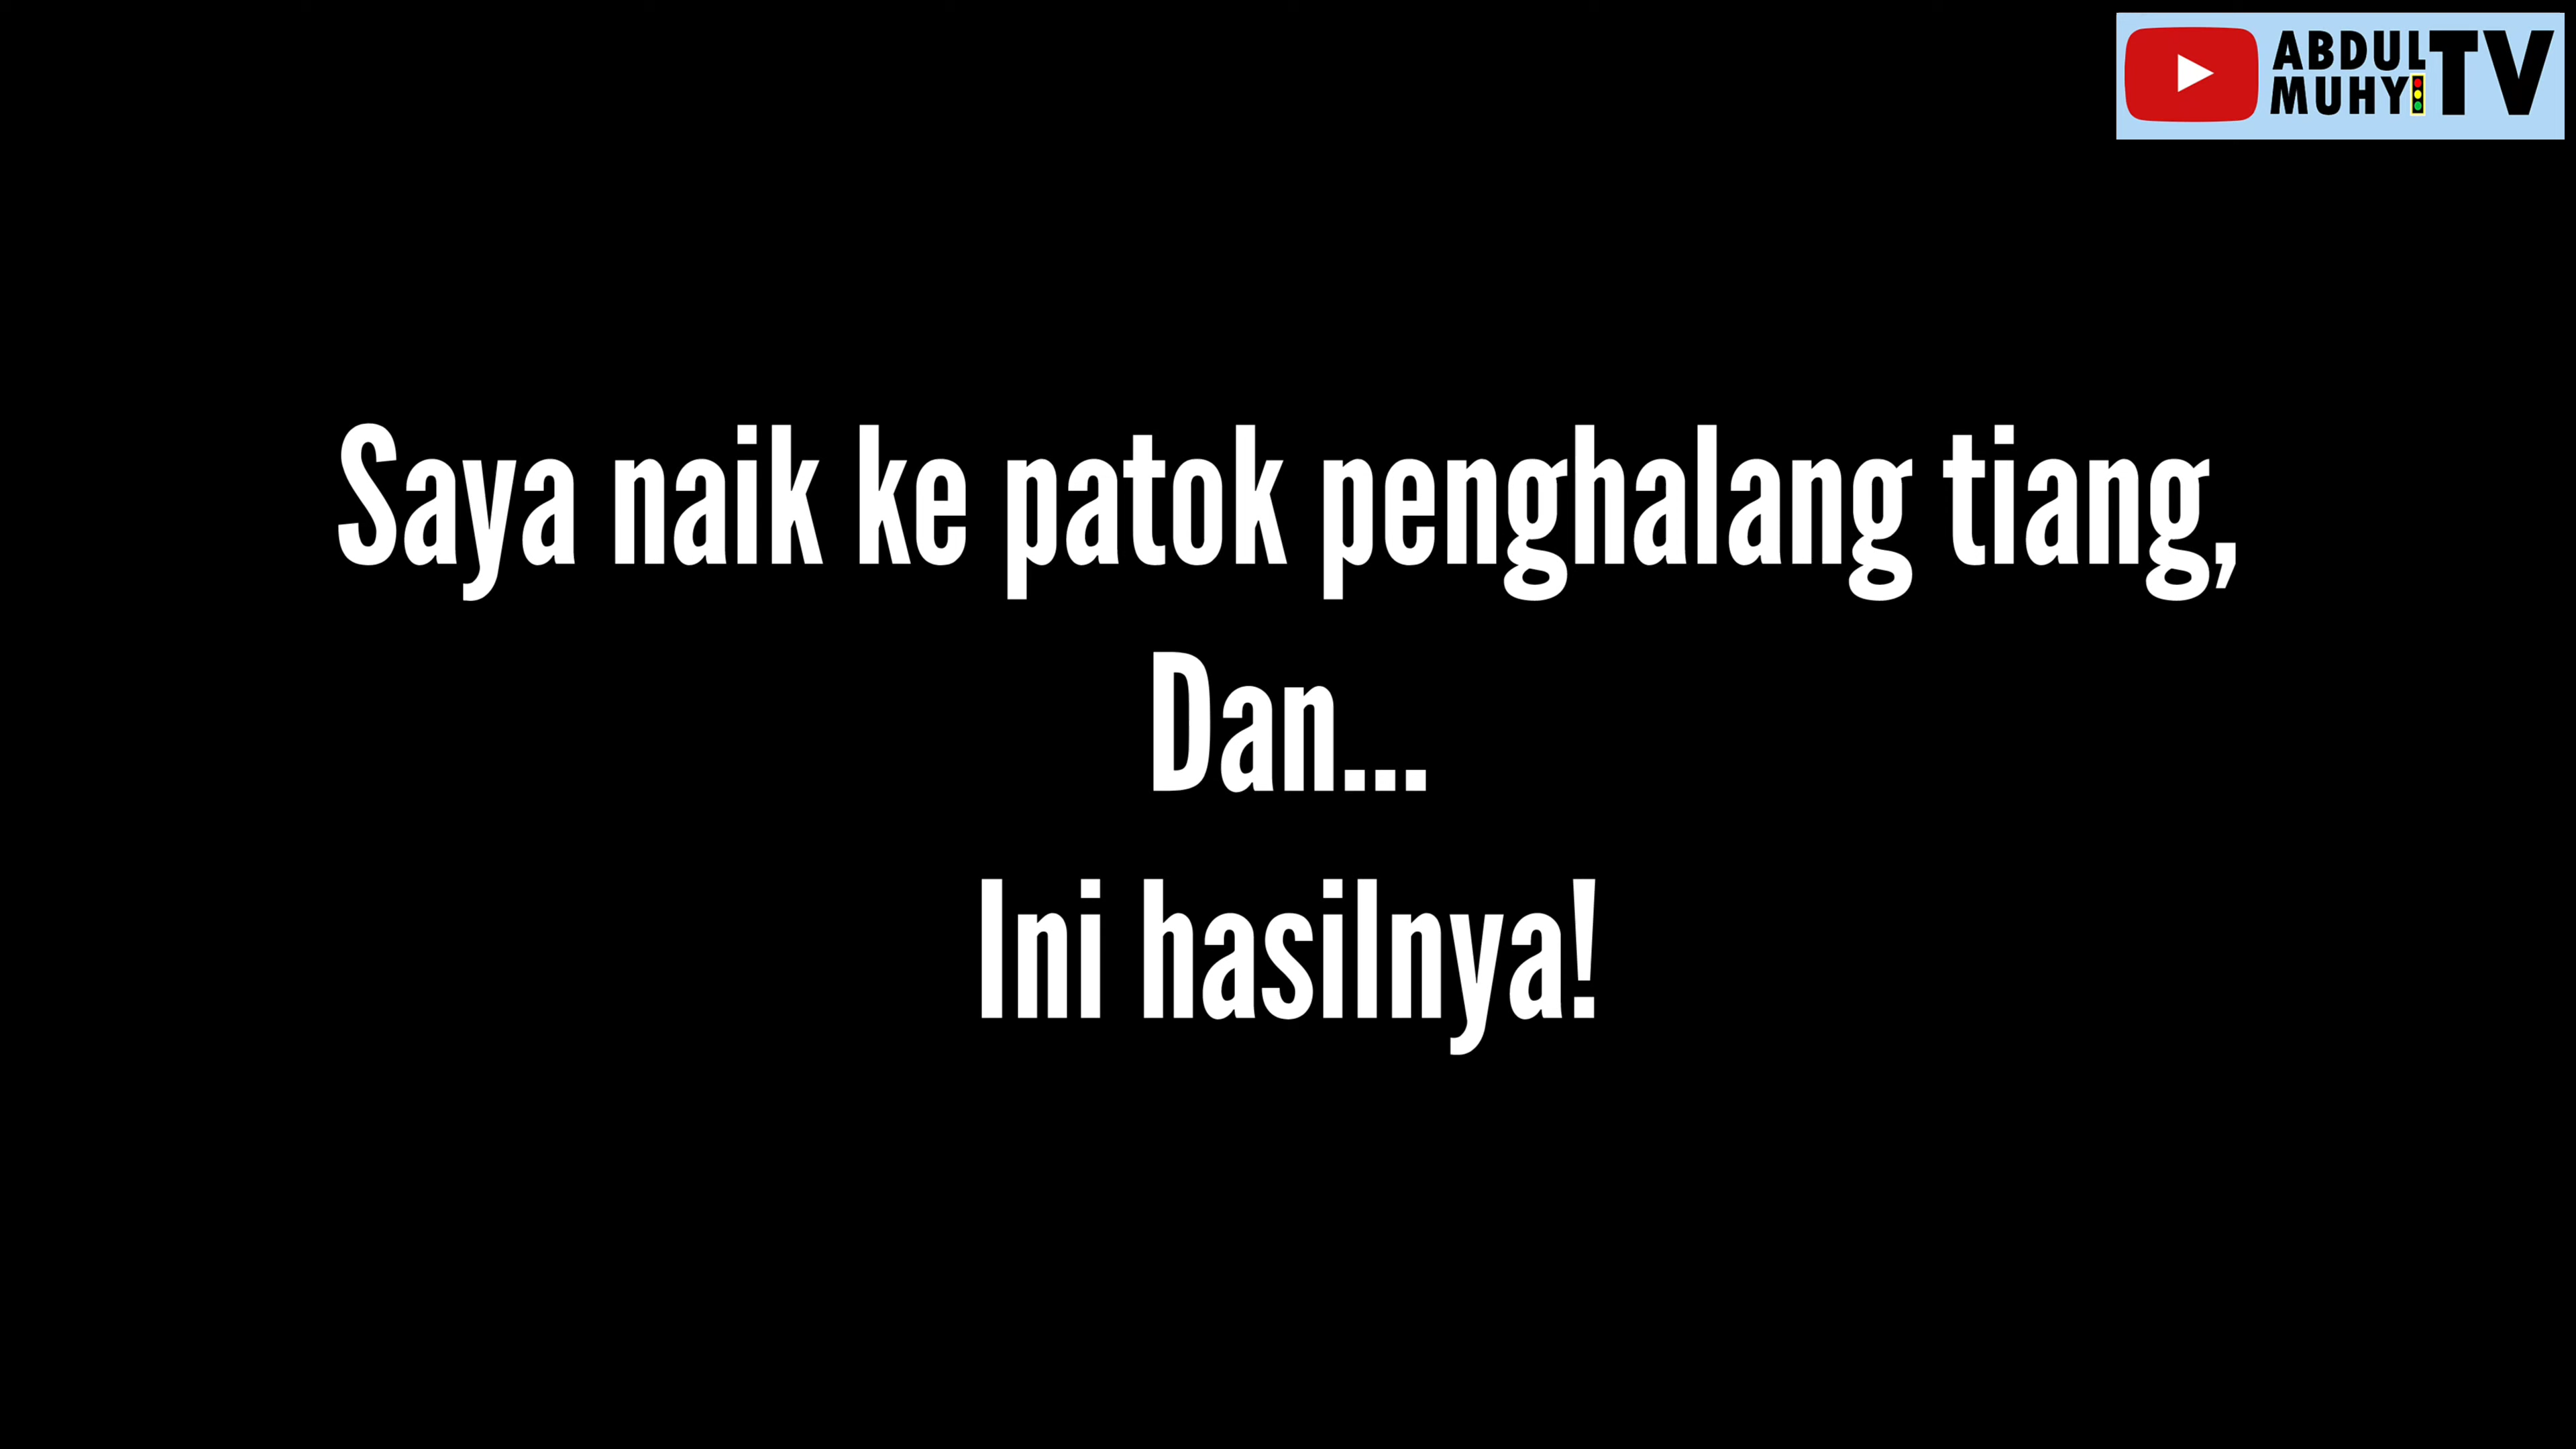 ABDUL
MUHYI TV
Saya naik ke patok penghalang tiang,
Dan...
Ini hasilnya!